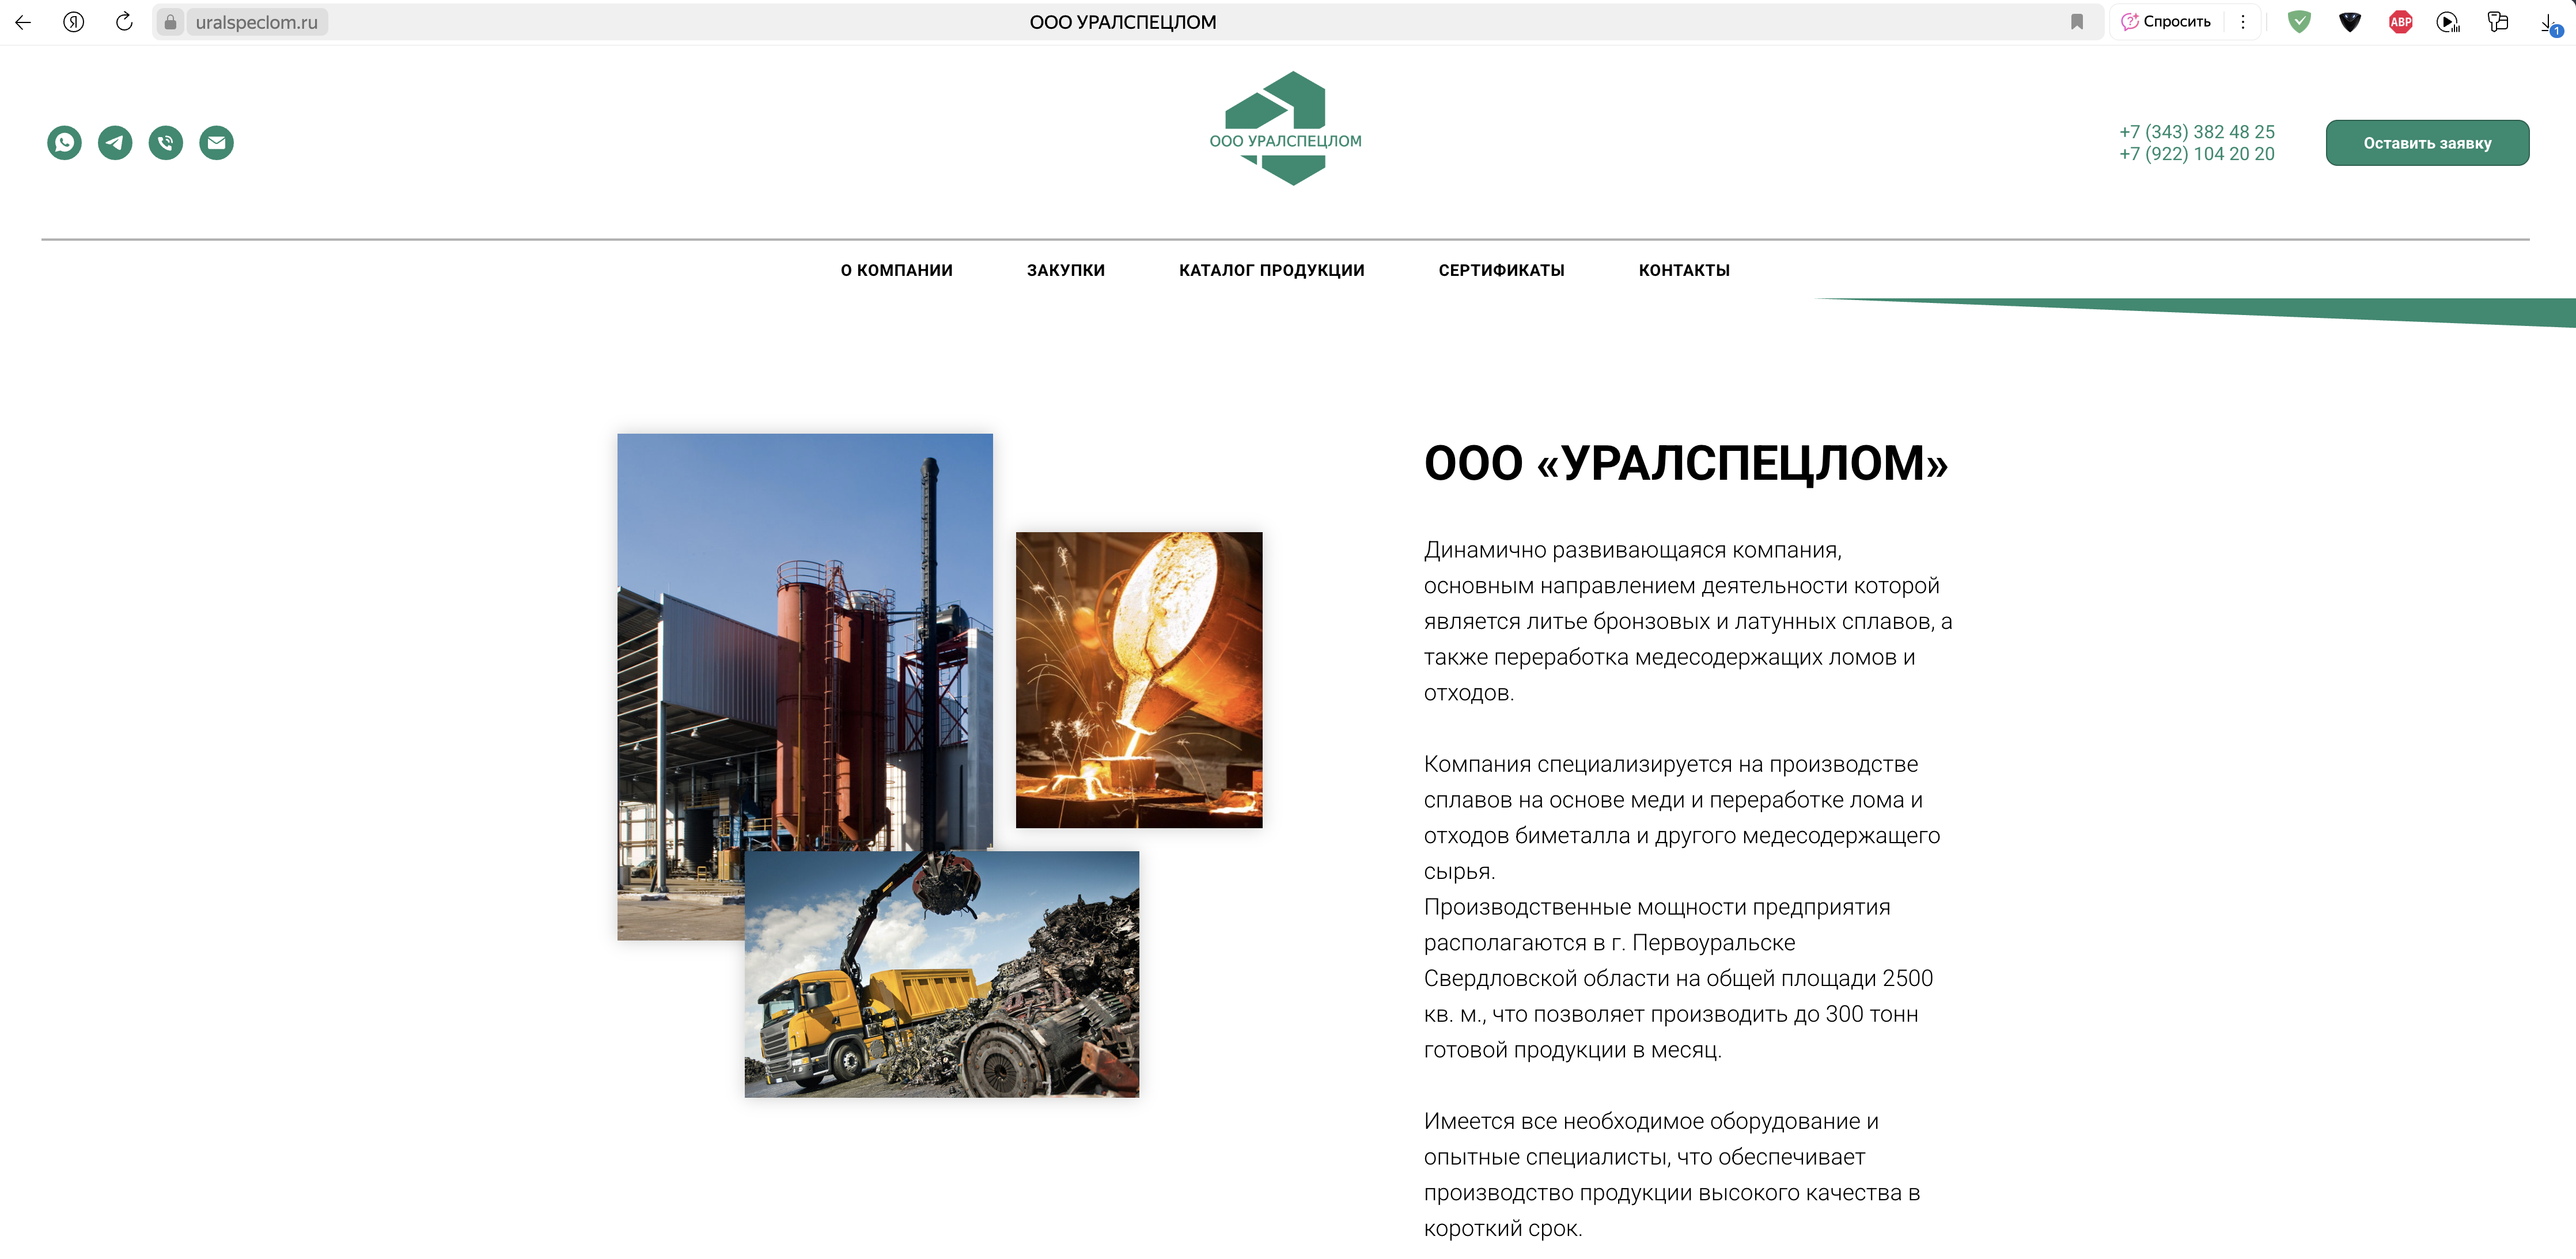 uralspeclom.ru
ООО УРАЛСПЕЦЛОМ
Спросить
ABP
1
ООО УРАЛСПЕЦЛОМ
+7 (343) 382 48 25
+7 (922) 104 20 20
Оставить заявку
О КОМПАНИИ
ЗАКУПКИ
КАТАЛОГ ПРОДУКЦИИ
СЕРТИФИКАТЫ
КОНТАКТЫ
ООО «УРАЛСПЕЦЛОМ»
Динамично развивающаяся компания,
основным направлением деятельности которой
является литье бронзовых и латунных сплавов, а
также переработка медесодержащих ломов и
отходов.
Компания специализируется на производстве
сплавов на основе меди и переработке лома и
отходов биметалла и другого медесодержащего
сырья.
Производственные мощности предприятия
располагаются в г. Первоуральске
Свердловской области на общей площади 2500
кв. м., что позволяет производить до 300 тонн
готовой продукции в месяц.
Имеется все необходимое оборудование и
опытные специалисты, что обеспечивает
производство продукции высокого качества в
короткий срок.